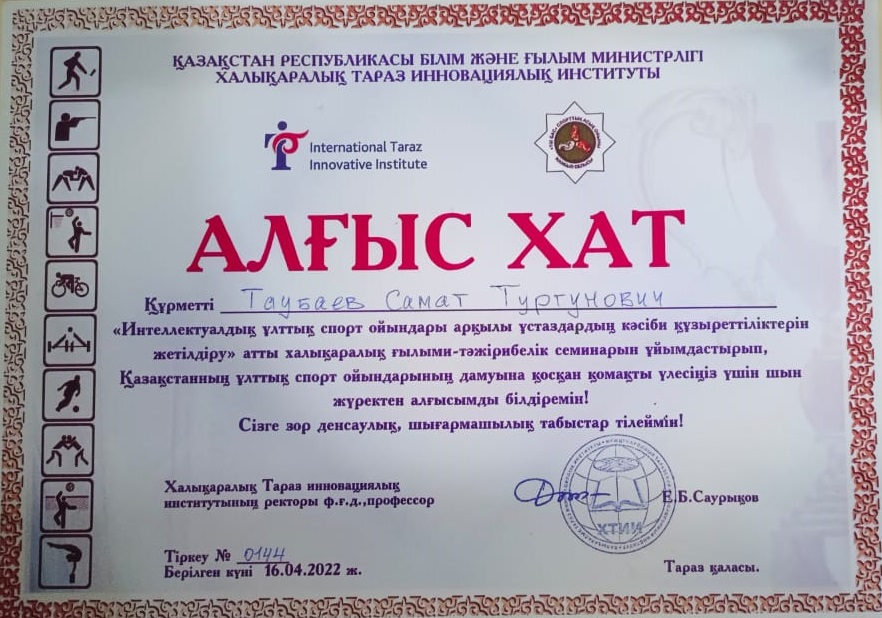 ҚАЗАҚСТАН РЕСПУБЛИКАСЫ БІЛІМ ЖӘНЕ ҒЫЛЫМ МИНИСТРЛІГІ
ХАЛЫҚАРАЛЫҚ ТАРАЗ ИННОВАЦИЯЛЫҚ ИНСТИТУТЫ
International Taraz
Innovative Institute
АЛҒЫС ХАТ
Құрметті Таубаев Самат Тургунович
«Интеллектуалдық ұлттық спорт ойындары арқылы ұстаздардың кәсіби құзыреттіліктерін
жетілдіру» атты халықаралық ғылыми-тәжірибелік семинарын ұйымдастырып,
Қазақстанның ұлттық спорт ойындарының дамуына қосқан қомақты үлесіңіз үшін шын
жүректен алғысымды білдіремін!
Сізге зор денсаулық, шығармашылық табыстар тілеймін!
Халықаралық Тараз инновациялық
институтының ректоры ф.ғ.д.,профессор
Е.Б.Саурықов
ХТИИ
Тіркеу № 0144
Берілген күні 16.04.2022 ж.
Тараз қаласы.